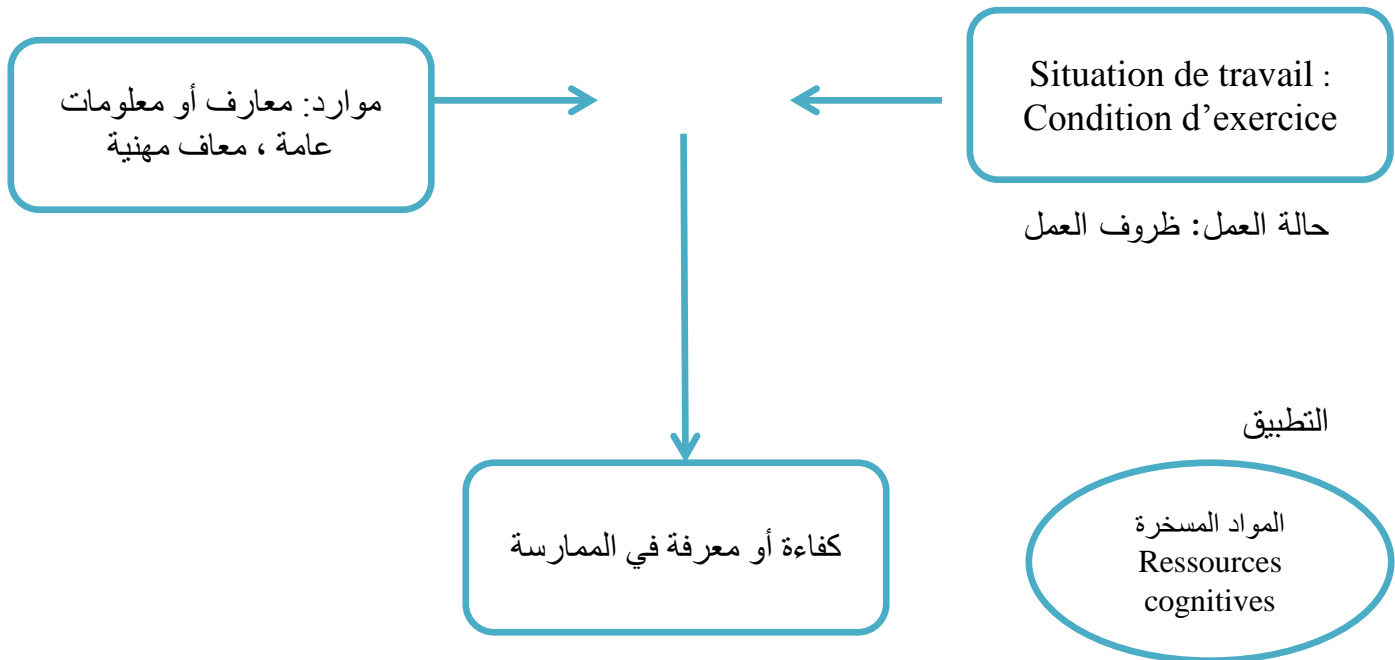 موارد: معارف أو معلومات
عامة ، معاف مهنية
Situation de travail :
Condition d’exercice
حالة العمل: ظروف العمل
التطبيق
كفاءة أو معرفة في الممارسة
المواد المسخرة
Ressources
cognitives